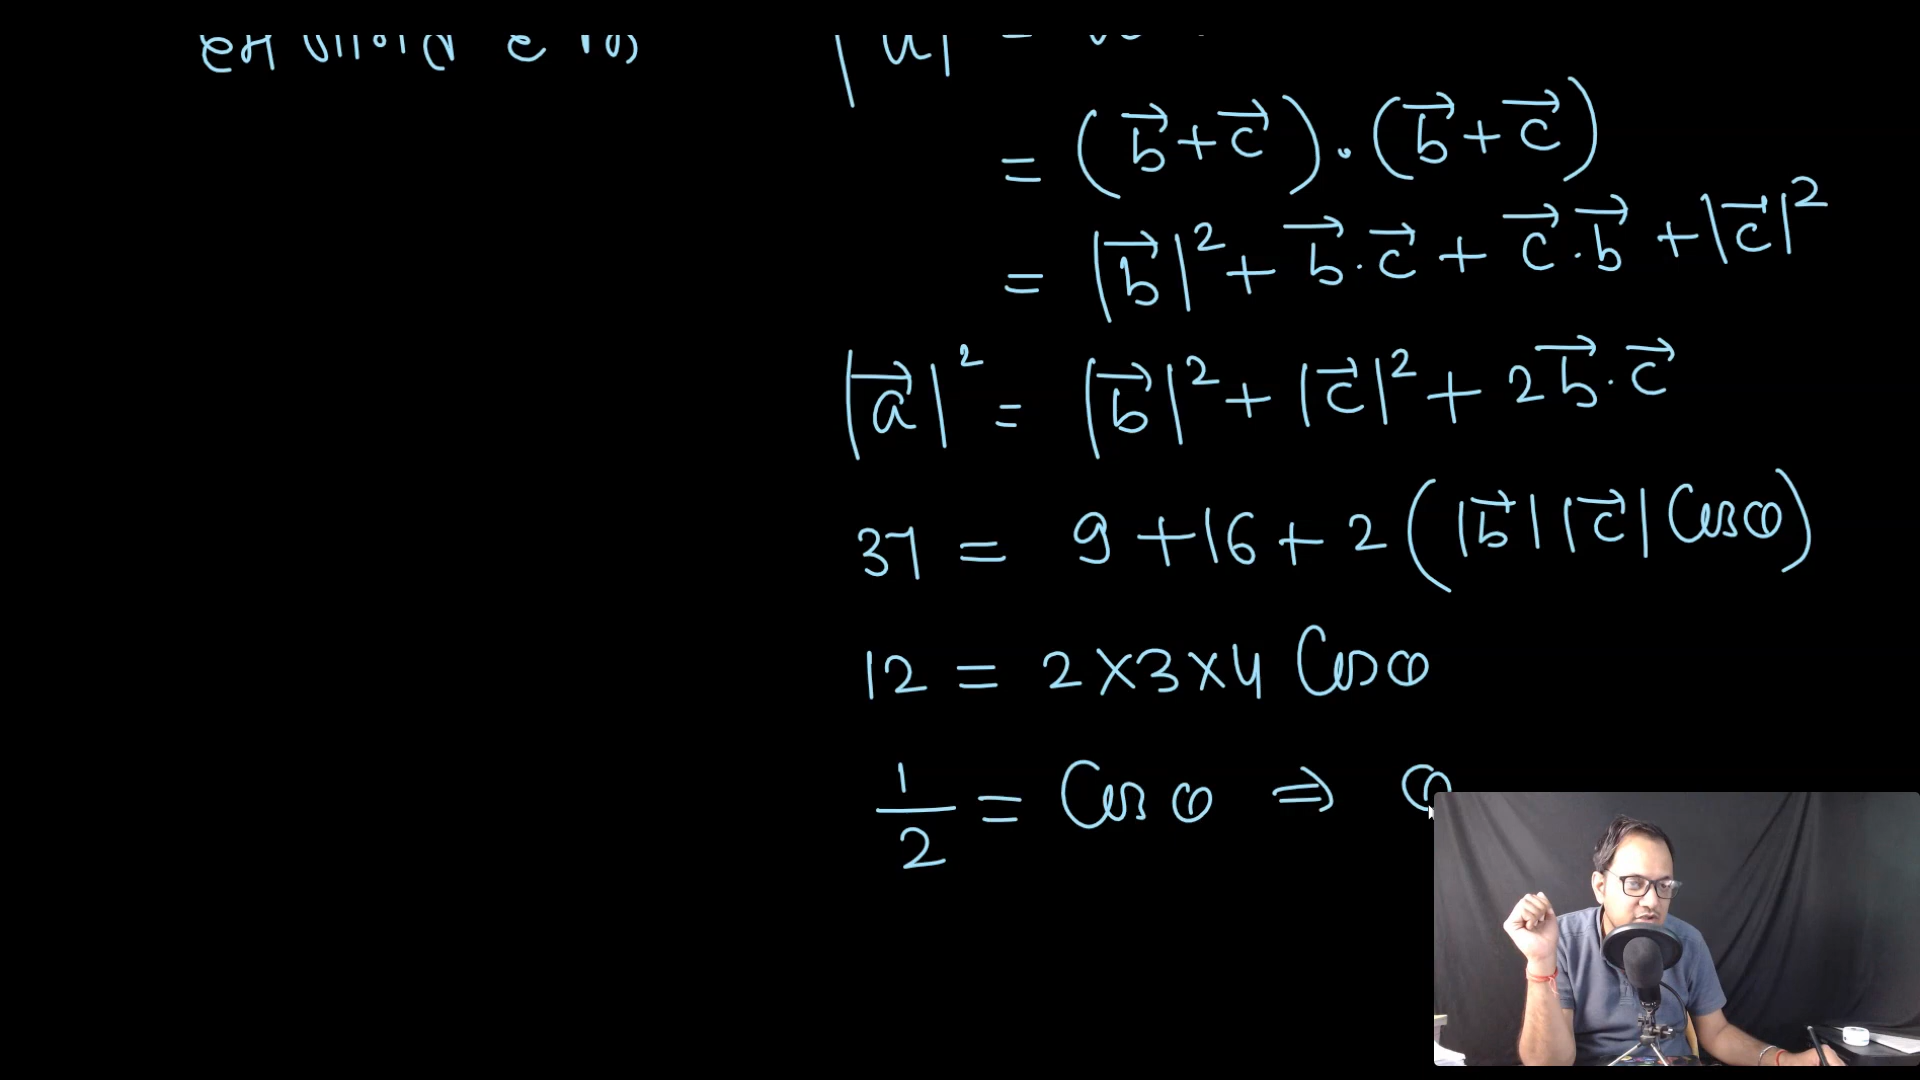 = (b⃗ + c⃗) · (b⃗ + c⃗)
= |b⃗|² + b⃗ · c⃗ + c⃗ · b⃗ + |c⃗|²
|a⃗|² = |b⃗|² + |c⃗|² + 2 b⃗ · c⃗
37 = 9 + 16 + 2 (|b⃗| |c⃗| Cos θ)
12 = 2 × 3 × 4 Cos θ
1/2 = Cos θ ⇒ θ